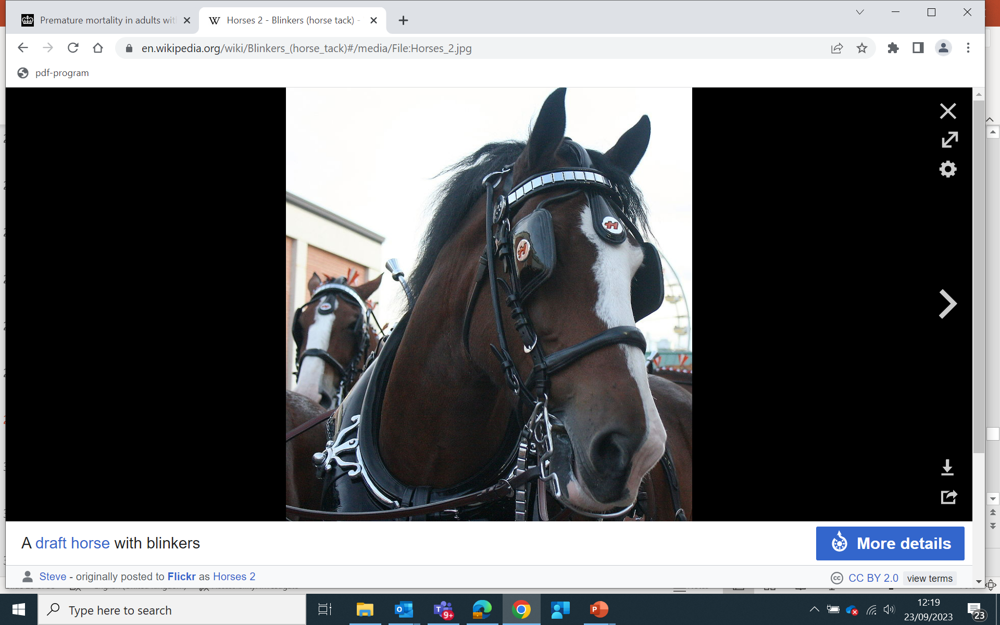 Premature mortality in adults wit
Horses 2 - Blinkers (horse tack) -
en.wikipedia.org/wiki/Blinkers_(horse_tack)#/media/File:Horses_2.jpg
pdf-program
A draft horse with blinkers
More details
Steve - originally posted to Flickr as Horses 2
cc CC BY 2.0 view terms
Type here to search
9+
12:19
23/09/2023
23